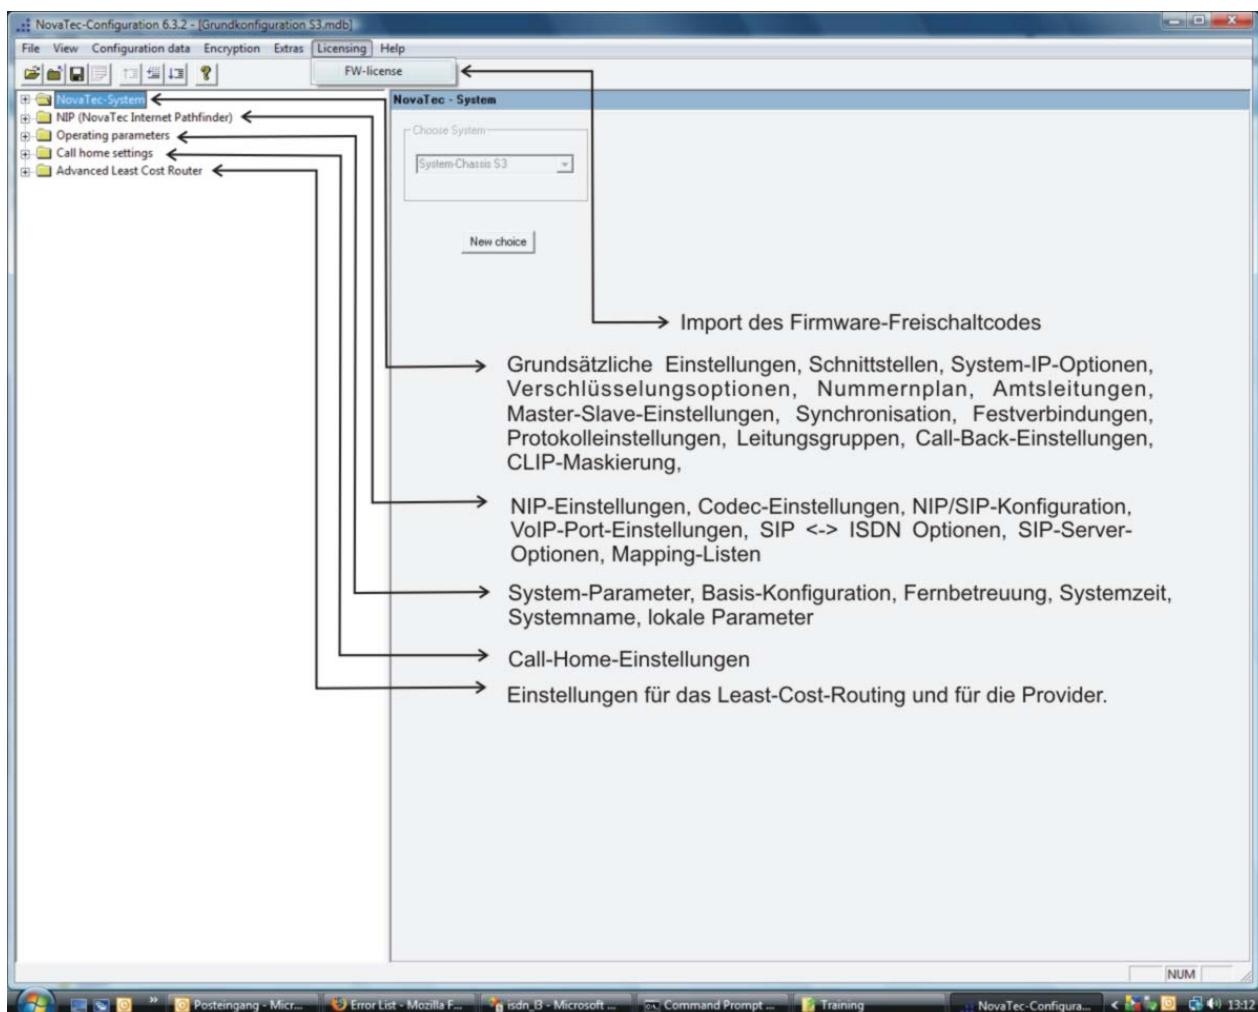 NovaTec-Configuration 6.3.2 - [Grundkonfiguration S3.mdb]
File View Configuration data Encryption Extras Licensing Help
FW-license
NovaTec-System
NIP (NovaTec Internet Pathfinder)
Operating parameters
Call home settings
Advanced Least Cost Router
NovaTec - System
Choose System
System-Chassis S3
New choice
Import des Firmware-Freischaltcodes
Grundsätzliche Einstellungen, Schnittstellen, System-IP-Optionen,
Verschlüsselungsoptionen, Nummernplan, Amtsleitungen,
Master-Slave-Einstellungen, Synchronisation, Festverbindungen,
Protokolleinstellungen, Leitungsgruppen, Call-Back-Einstellungen,
CLIP-Maskierung,
NIP-Einstellungen, Codec-Einstellungen, NIP/SIP-Konfiguration,
VoIP-Port-Einstellungen, SIP <-> ISDN Optionen, SIP-Server-
Optionen, Mapping-Listen
System-Parameter, Basis-Konfiguration, Fernbetreuung, Systemzeit,
Systemname, lokale Parameter
Call-Home-Einstellungen
Einstellungen für das Least-Cost-Routing und für die Provider.
NUM
Posteingang - Micr... Error List - Mozilla F... isdn_l3 - Microsoft ... Command Prompt ... Training NovaTec-Configura... 13:12